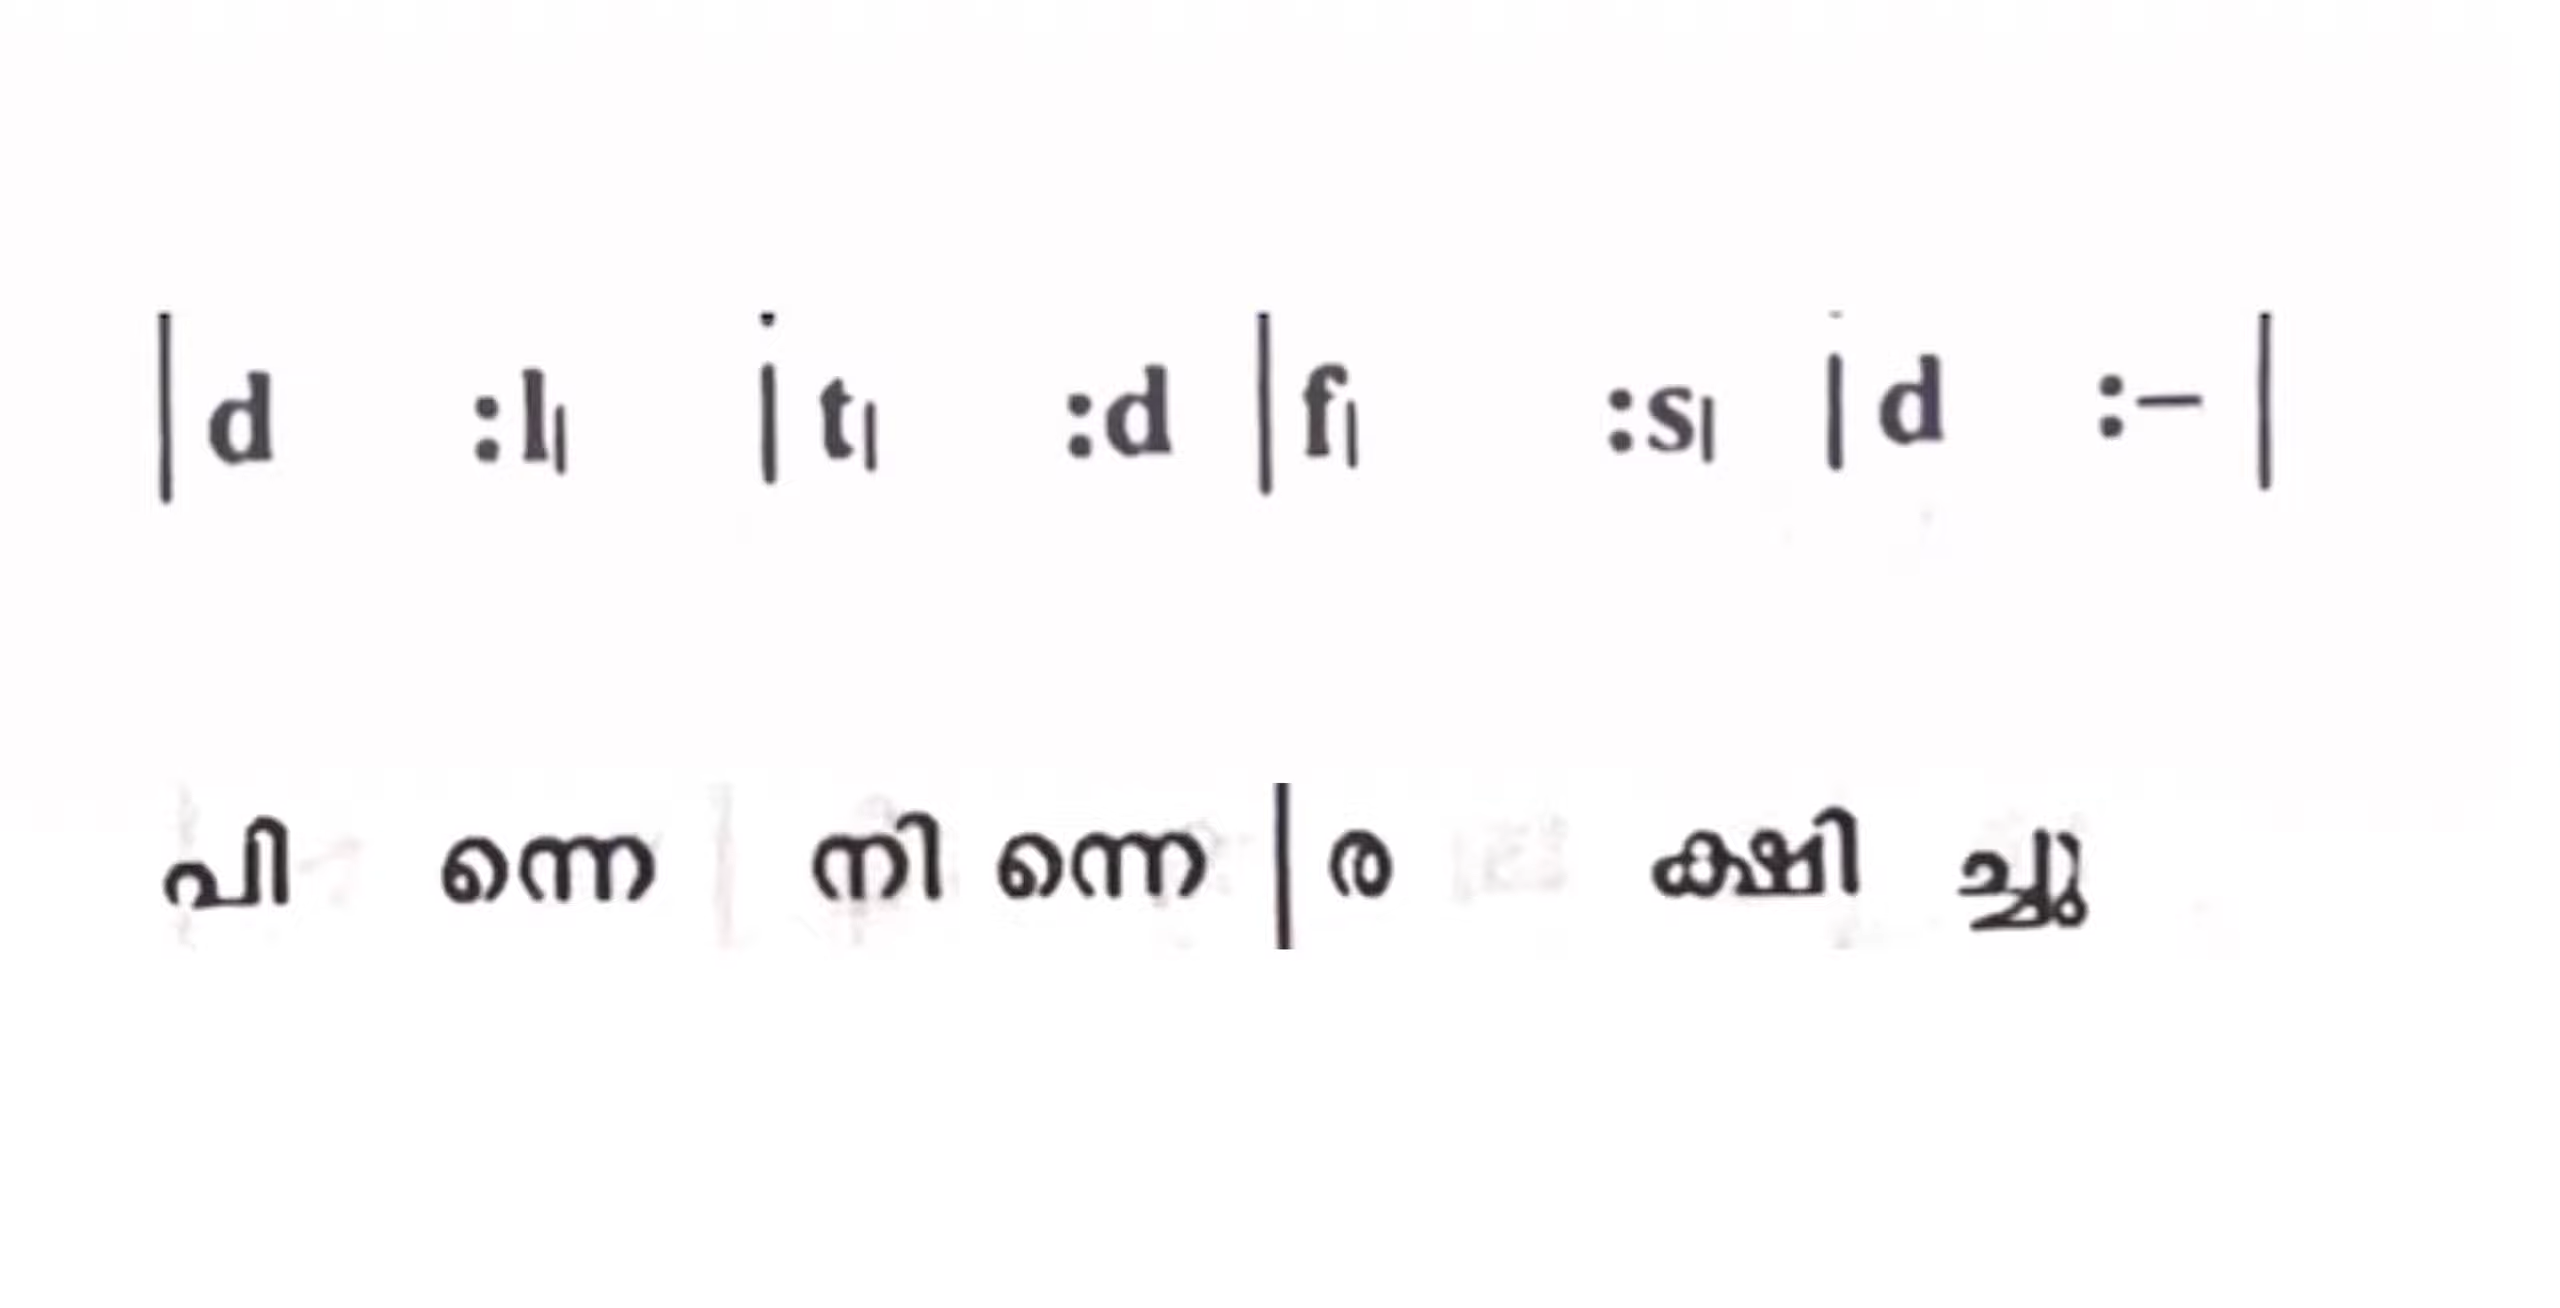 |d :l| |t| :d |f| :s| |d :– |
പി ന്നെ നി ന്നെ | ര ക്ഷി ച്ചു